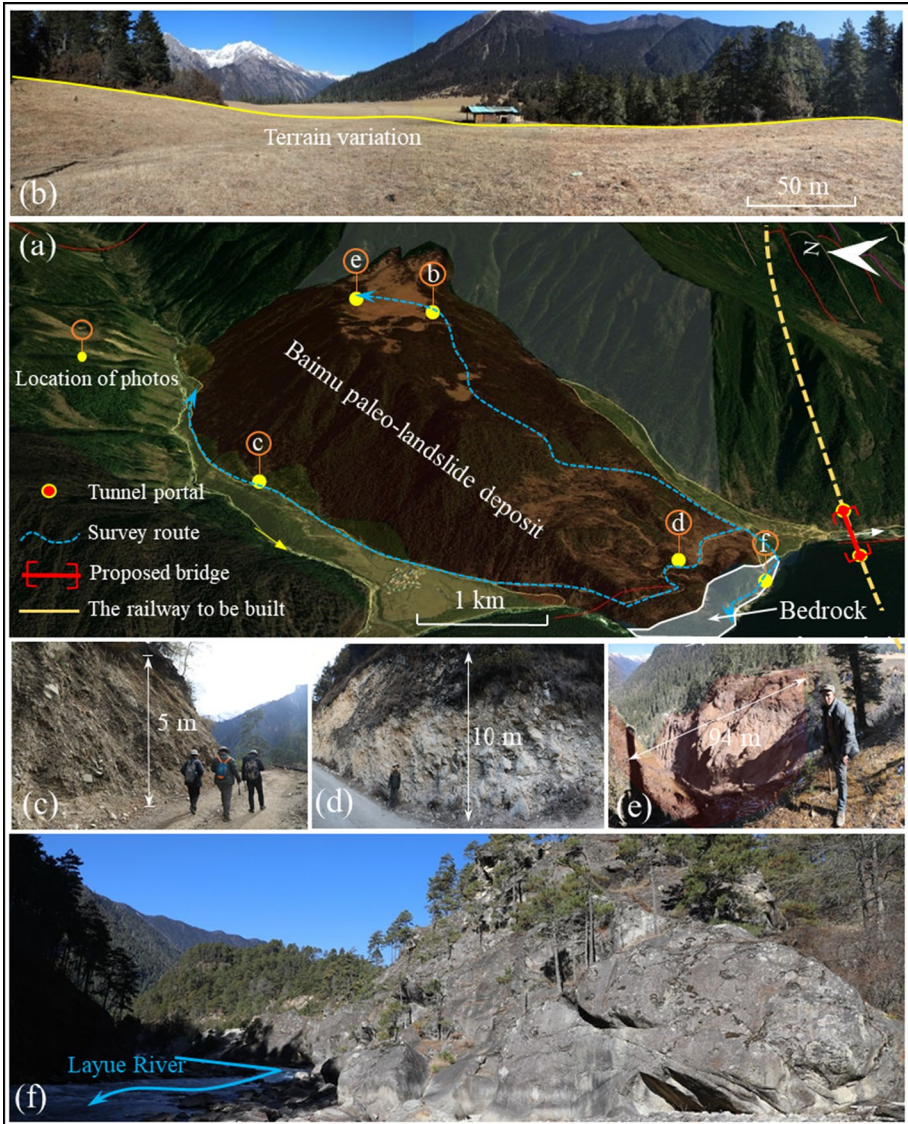 Terrain variation
50 m
(b)
(a)
N
e
b
Location of photos
Baimu paleo-landslide deposit
c
d
f
Tunnel portal
Survey route
Proposed bridge
The railway to be built
1 km
Bedrock
5 m
10 m
94 m
(c)
(d)
(e)
Layue River
(f)